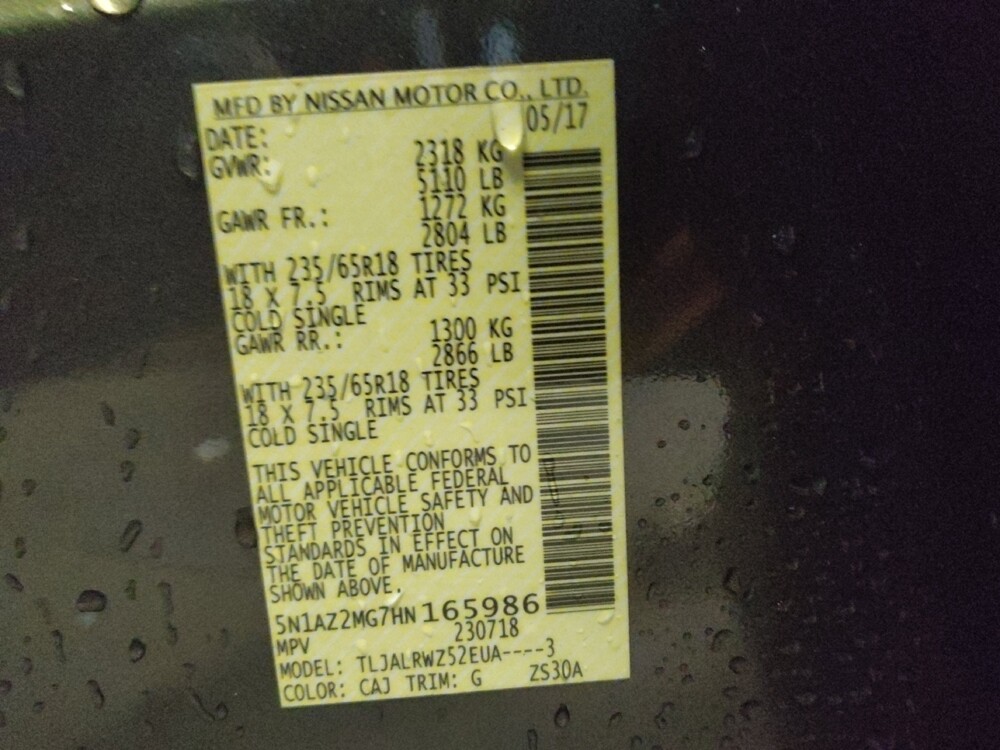 MFD BY NISSAN MOTOR CO., LTD.
DATE: 05/17
GVWR: 2318 KG
5110 LB
GAWR FR.: 1272 KG
2804 LB
WITH 235/65R18 TIRES
18 X 7.5 RIMS AT 33 PSI
COLD SINGLE
GAWR RR.: 1300 KG
2866 LB
WITH 235/65R18 TIRES
18 X 7.5 RIMS AT 33 PSI
COLD SINGLE
THIS VEHICLE CONFORMS TO
ALL APPLICABLE FEDERAL
MOTOR VEHICLE SAFETY AND
THEFT PREVENTION
STANDARDS IN EFFECT ON
THE DATE OF MANUFACTURE
SHOWN ABOVE.
5N1AZ2MG7HN165986
MPV 230718
MODEL: TLJALRWZ52EUA----3
COLOR: CAJ TRIM: G ZS30A